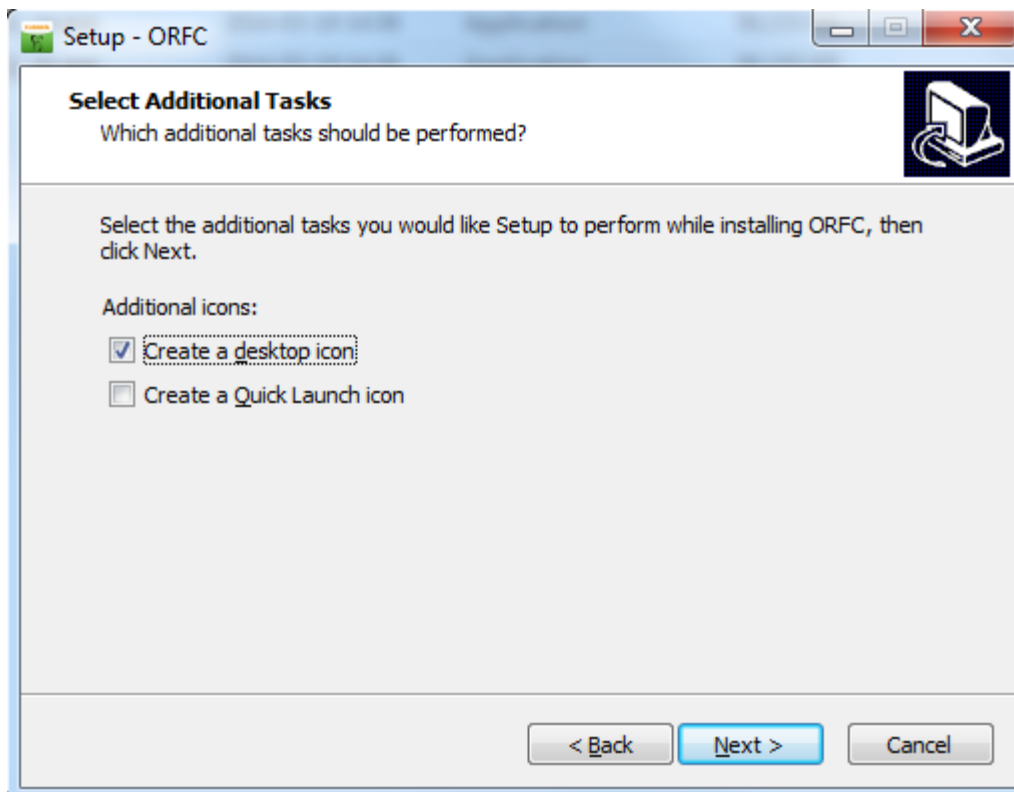 Setup - ORFC
Select Additional Tasks
Which additional tasks should be performed?
Select the additional tasks you would like Setup to perform while installing ORFC, then
click Next.
Additional icons:
Create a desktop icon
Create a Quick Launch icon
< Back
Next >
Cancel